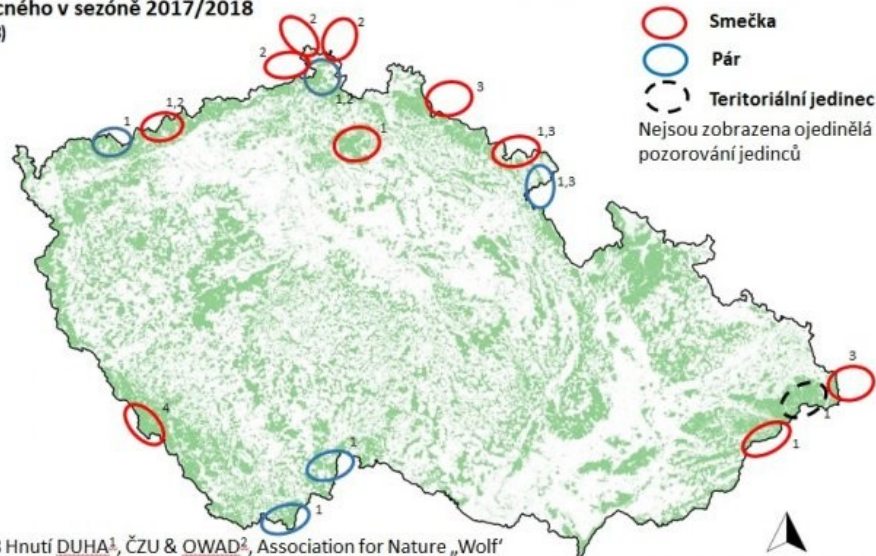 cného v sezóně 2017/2018
Smečka
Pár
Teritoriální jedinec
Nejsou zobrazena ojedinělá
pozorování jedinců
2
2
2
1,2
3
1,2
1
1
1,3
1,3
3
1
4
1
1
1
Hnutí DUHA¹, ČZU & OWAD², Association for Nature „Wolf'